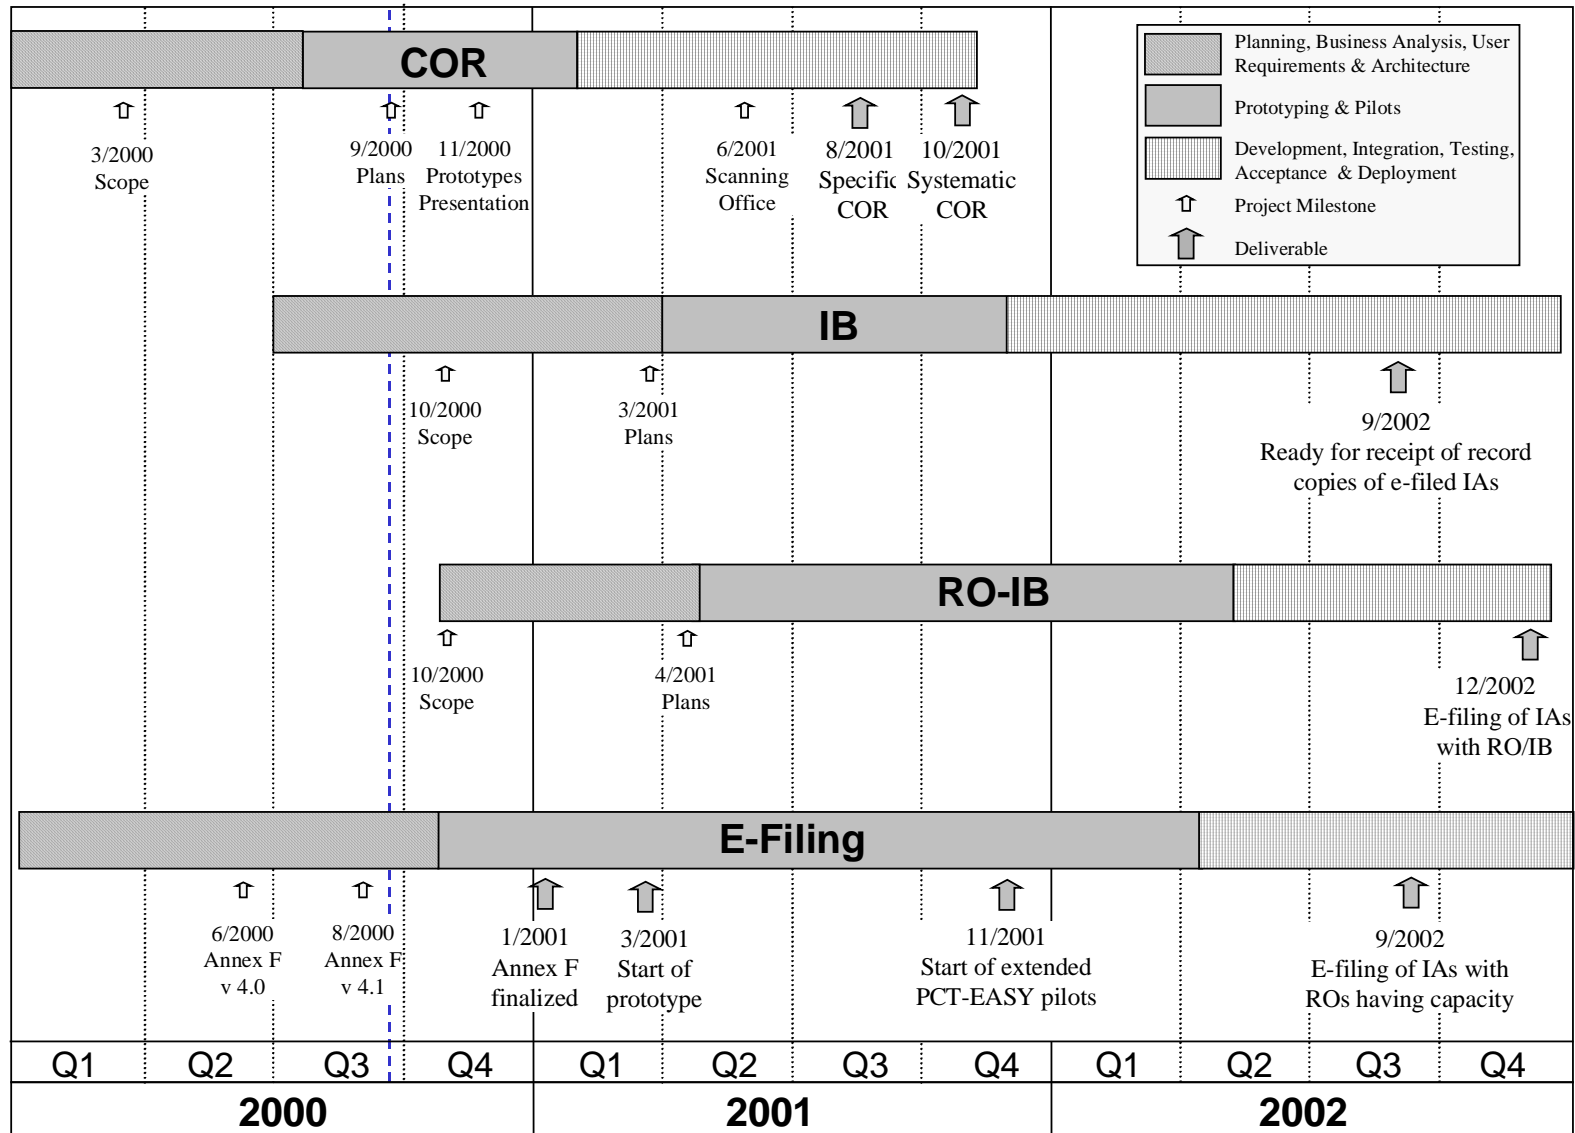 COR
Planning, Business Analysis, User
Requirements & Architecture
Prototyping & Pilots
Development, Integration, Testing,
Acceptance & Deployment
Project Milestone
Deliverable
3/2000
Scope
9/2000
Plans
11/2000
Prototypes
Presentation
6/2001
Scanning
Office
8/2001
Specific
COR
10/2001
Systematic
COR
IB
10/2000
Scope
3/2001
Plans
9/2002
Ready for receipt of record
copies of e-filed IAs
RO-IB
10/2000
Scope
4/2001
Plans
12/2002
E-filing of IAs
with RO/IB
E-Filing
6/2000
Annex F
v 4.0
8/2000
Annex F
v 4.1
1/2001
Annex F
finalized
3/2001
Start of
prototype
11/2001
Start of extended
PCT-EASY pilots
9/2002
E-filing of IAs with
ROs having capacity
Q1 Q2 Q3 Q4 Q1 Q2 Q3 Q4 Q1 Q2 Q3 Q4
2000 2001 2002